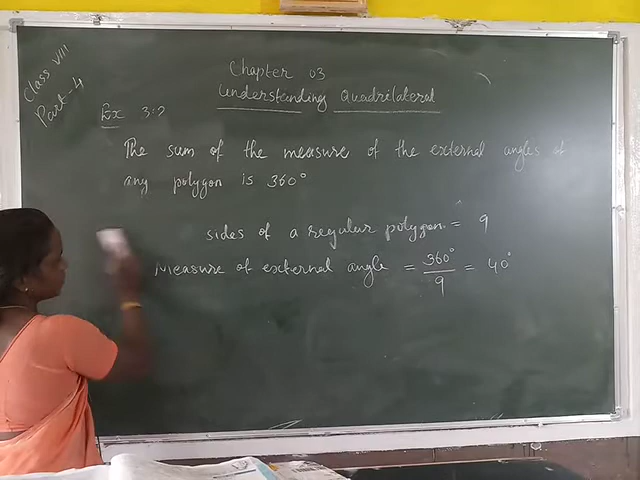 Class VIII
Part-4
Chapter 03
Understanding Quadrilateral
Ex 3.2
The sum of the measure of the external angles of
any polygon is 360°
sides of a regular polygon = 9
Measure of external angle = 360°/9 = 40°